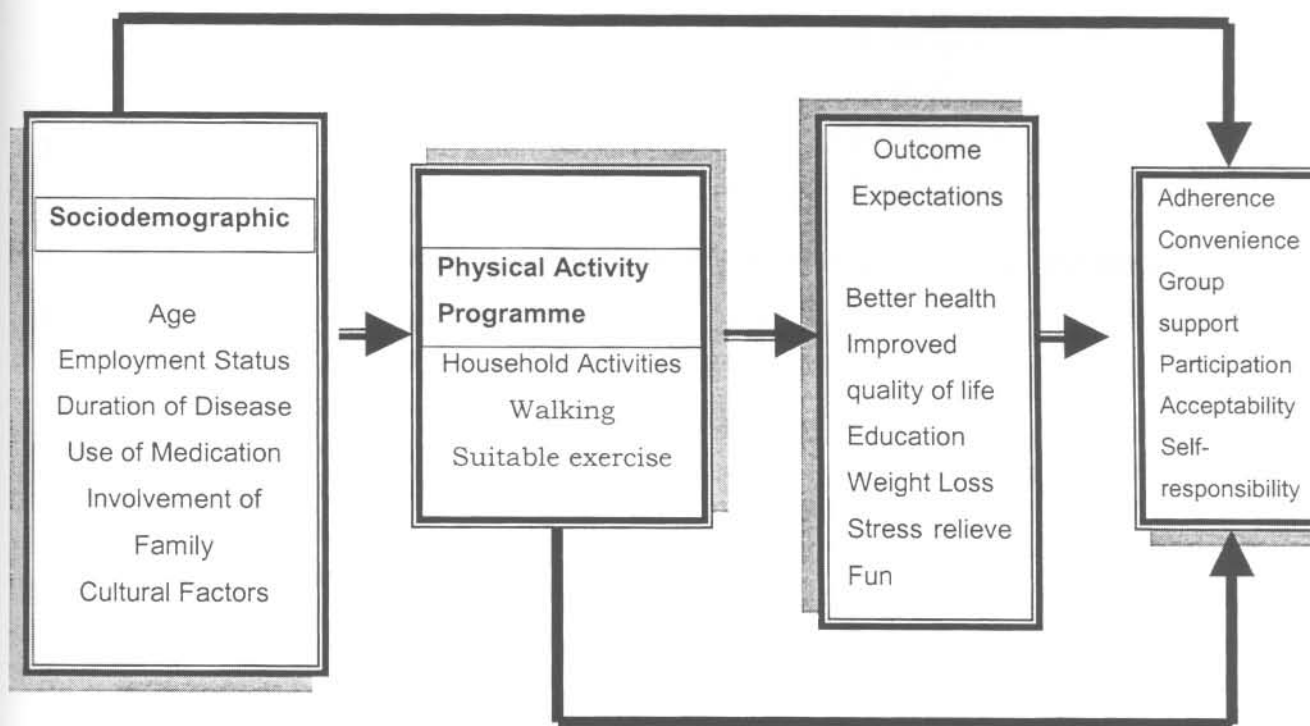 Sociodemographic
Age
Employment Status
Duration of Disease
Use of Medication
Involvement of
Family
Cultural Factors
Physical Activity
Programme
Household Activities
Walking
Suitable exercise
Outcome
Expectations
Better health
Improved
quality of life
Education
Weight Loss
Stress relieve
Fun
Adherence
Convenience
Group
support
Participation
Acceptability
Self-
responsibility